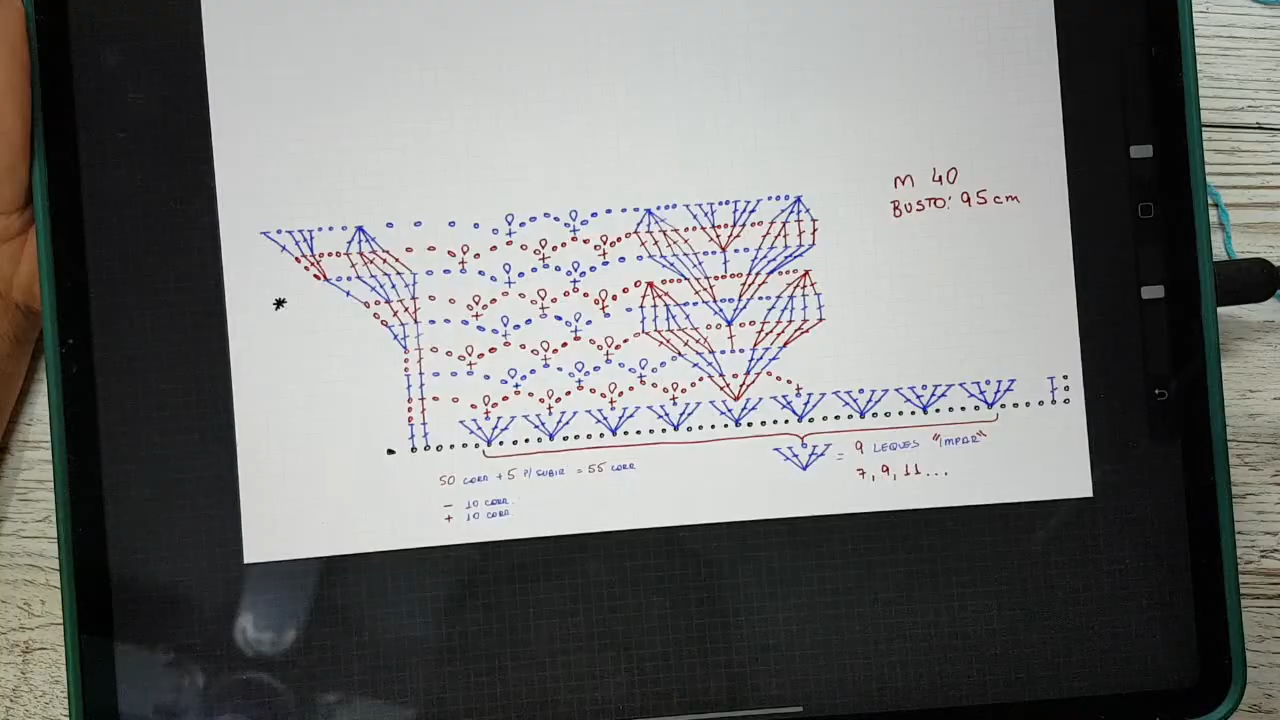 M 40
BUSTO: 95 cm
*
50 CORR + 5 P/ SUBIR = 55 CORR
- 10 CORR.
+ 10 CORR.
= 9 LEQUES "IMPAR"
7, 9, 11...